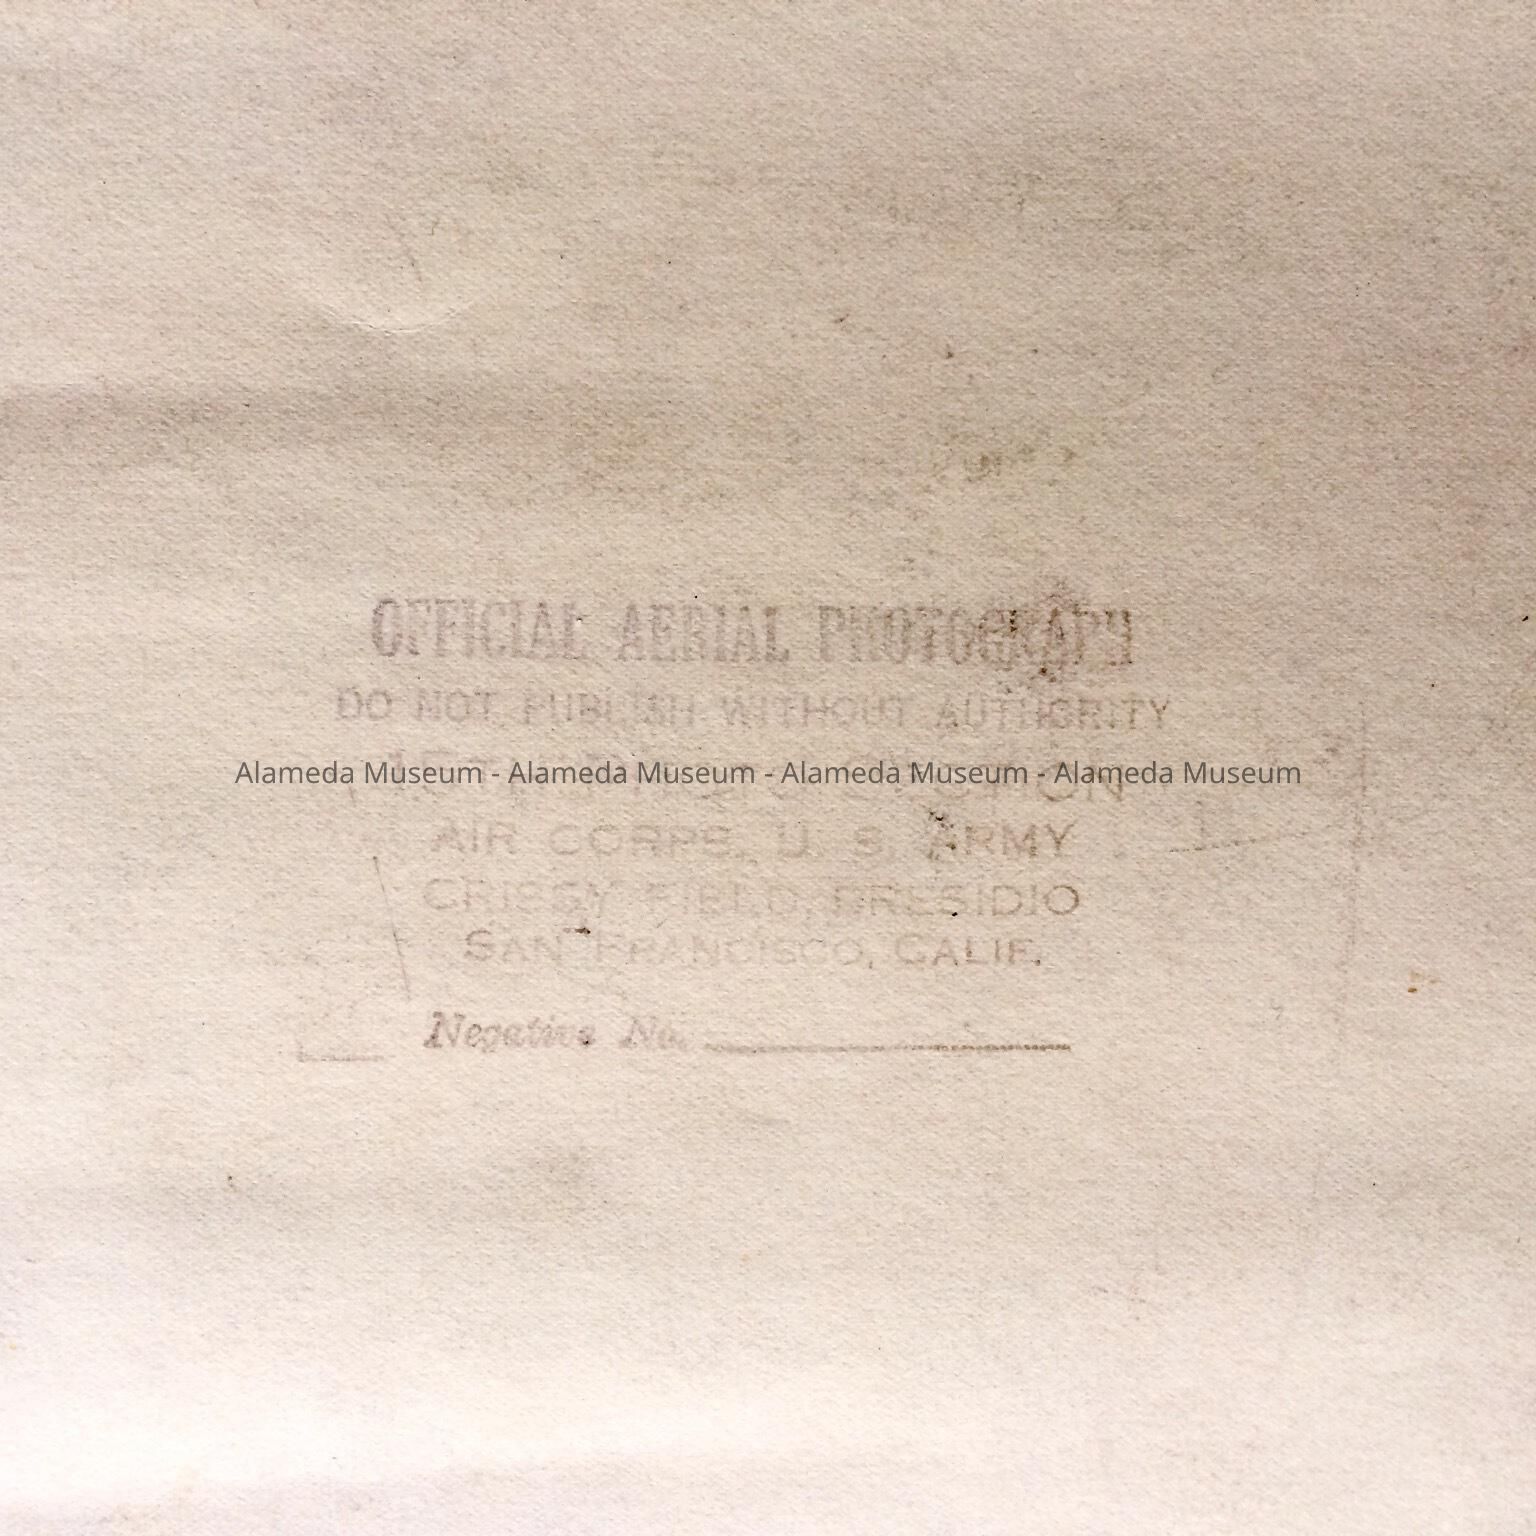 OFFICIAL AERIAL PHOTOGRAPH
DO NOT PUBLISH WITHOUT AUTHORITY
Alameda Museum - Alameda Museum - Alameda Museum - Alameda Museum
AIR CORPS, U. S. ARMY
CRISSY FIELD, PRESIDIO
SAN FRANCISCO, CALIF.
Negative No.